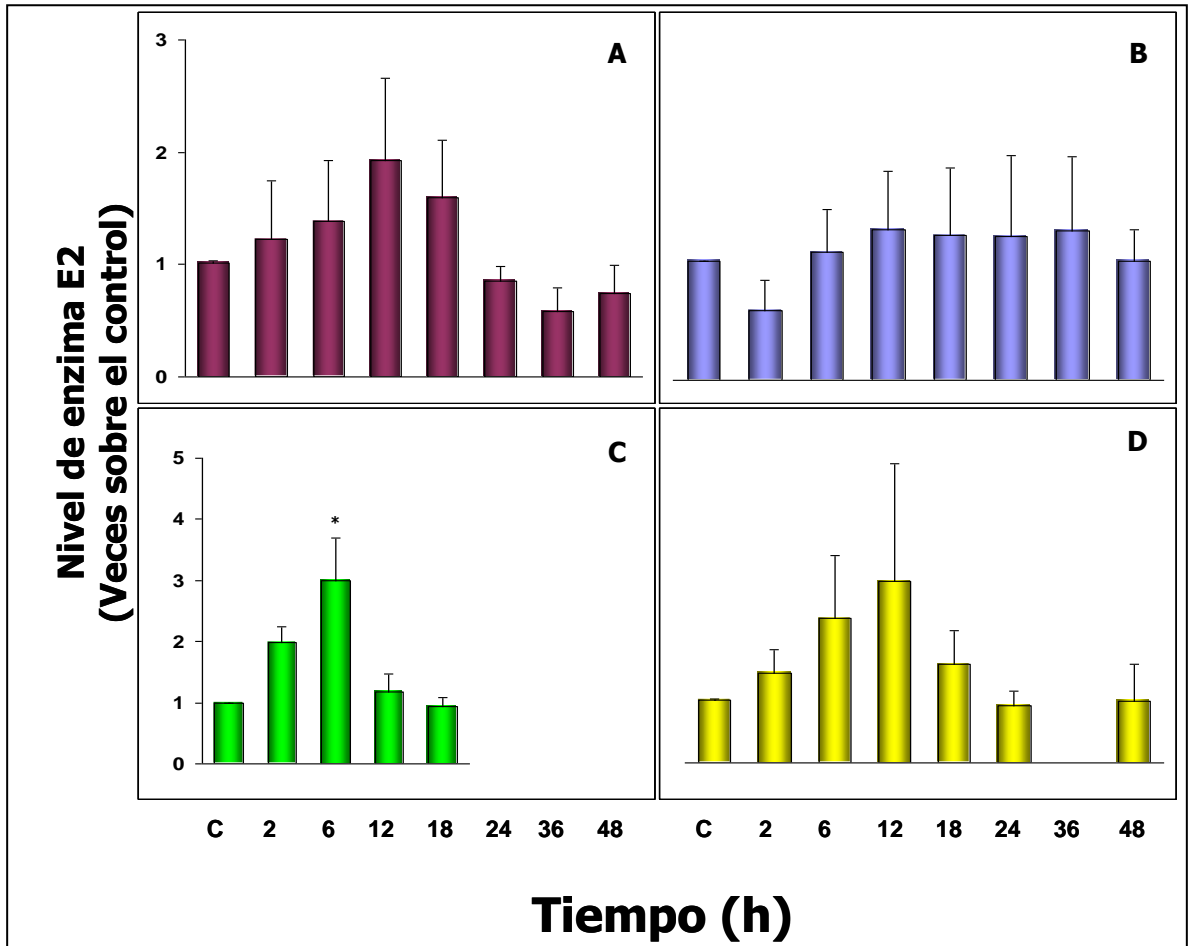 Nivel de enzima E2
(Veces sobre el control)
A
3
2
1
0
B
C
5
4
3
2
1
0
*
D
C 2 6 12 18 24 36 48
C 2 6 12 18 24 36 48
Tiempo (h)